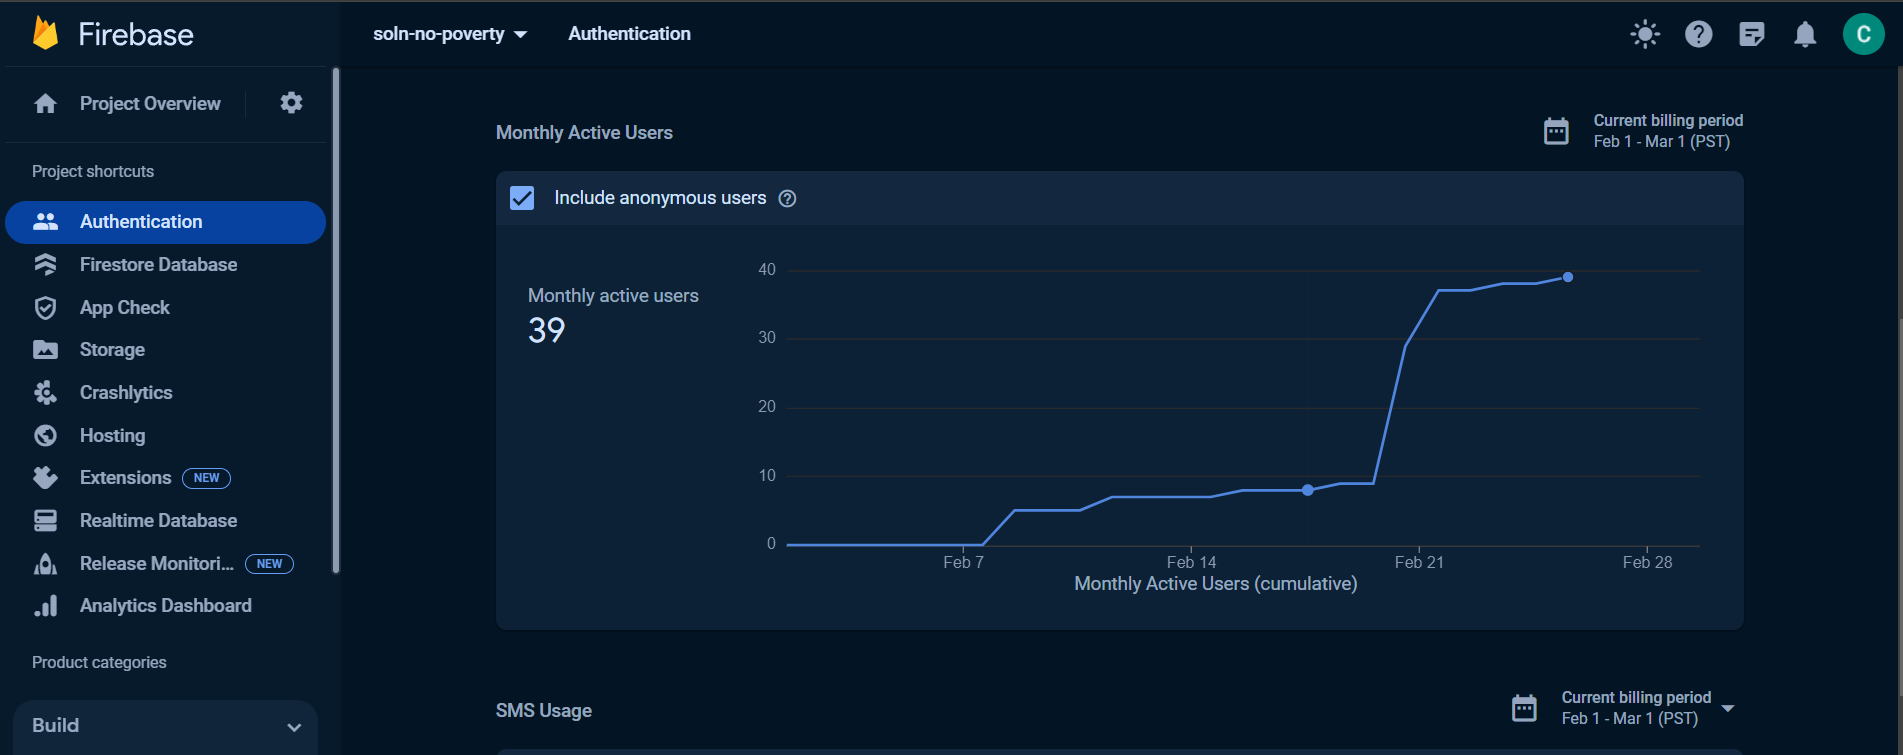 Firebase
soln-no-poverty
Authentication
C
Project Overview
Project shortcuts
Authentication
Firestore Database
App Check
Storage
Crashlytics
Hosting
Extensions NEW
Realtime Database
Release Monitori... NEW
Analytics Dashboard
Product categories
Build
Monthly Active Users
Current billing period
Feb 1 - Mar 1 (PST)
Include anonymous users
Monthly active users
39
40
30
20
10
0
Feb 7 Feb 14 Feb 21 Feb 28
Monthly Active Users (cumulative)
SMS Usage
Current billing period
Feb 1 - Mar 1 (PST)